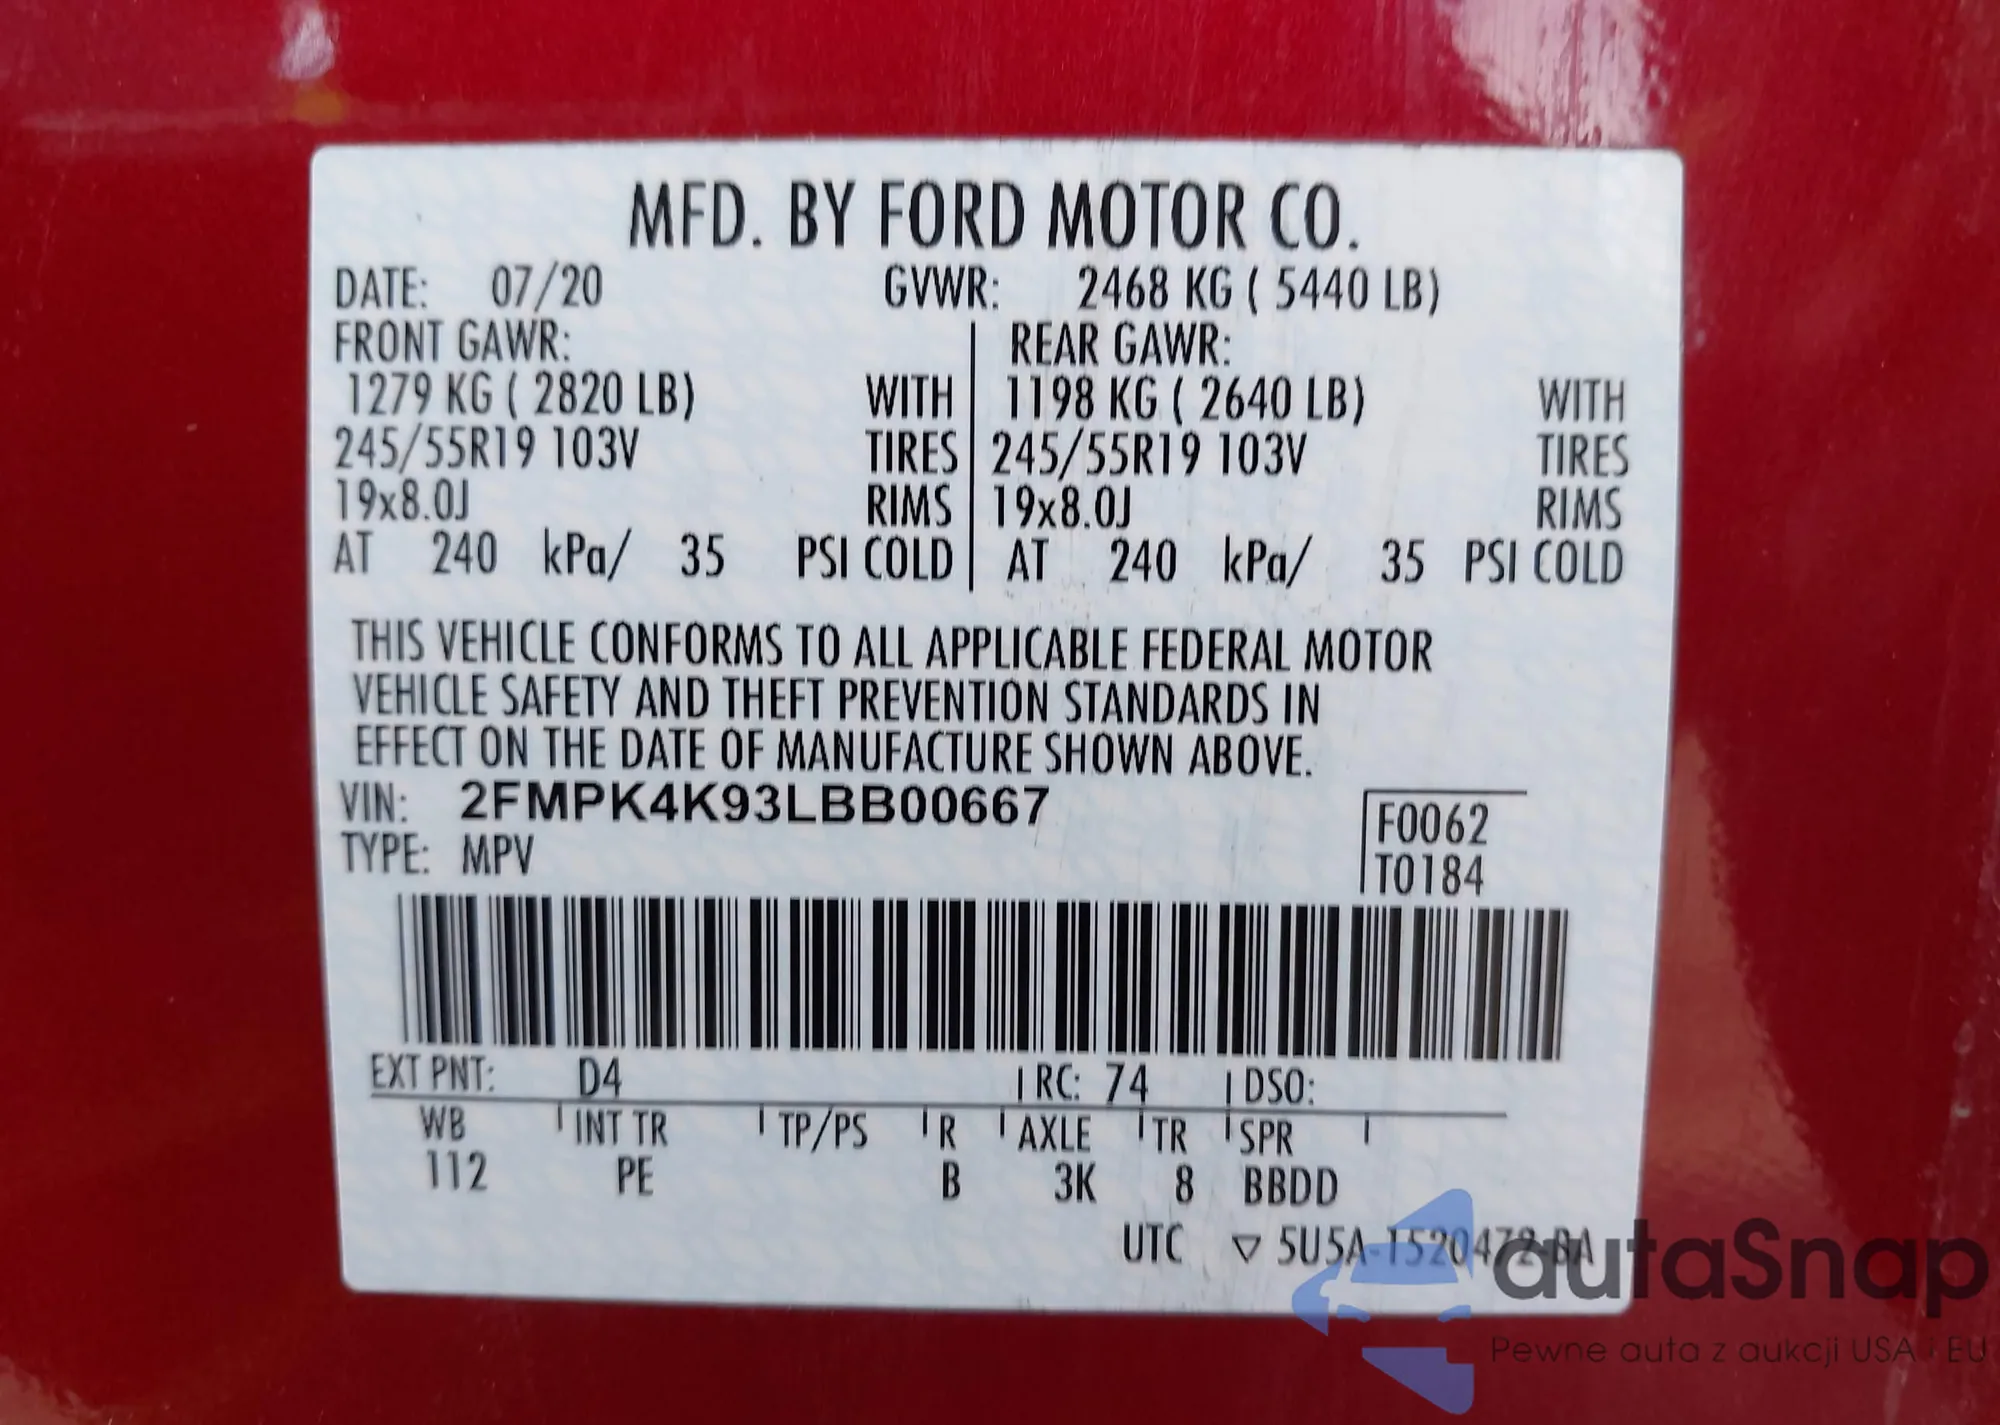 MFD. BY FORD MOTOR CO.
DATE: 07/20 GVWR: 2468 KG ( 5440 LB)
FRONT GAWR: REAR GAWR:
1279 KG ( 2820 LB) WITH 1198 KG ( 2640 LB) WITH
245/55R19 103V TIRES 245/55R19 103V TIRES
19x8.0J RIMS 19x8.0J RIMS
AT 240 kPa/ 35 PSI COLD AT 240 kPa/ 35 PSI COLD
THIS VEHICLE CONFORMS TO ALL APPLICABLE FEDERAL MOTOR
VEHICLE SAFETY AND THEFT PREVENTION STANDARDS IN
EFFECT ON THE DATE OF MANUFACTURE SHOWN ABOVE.
VIN: 2FMPK4K93LBB00667
F0062
TYPE: MPV
T0184
EXT PNT: D4 RC: 74 DSO:
WB INT TR TP/PS R AXLE TR SPR
112 PE B 3K 8 BBDD
UTC ▽ 5U5A-1520472-BA
autaSnap
Pewne auta z aukcji USA i EU